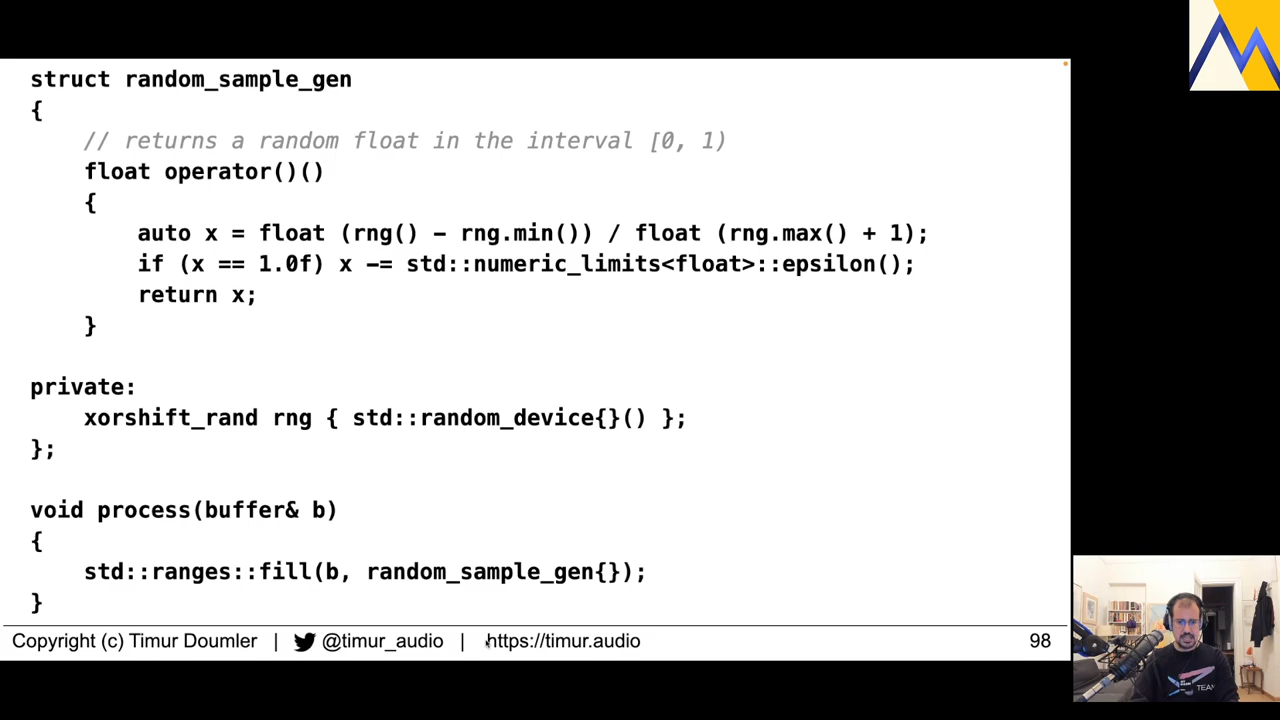 struct random_sample_gen
{
// returns a random float in the interval [0, 1)
float operator()()
{
auto x = float (rng() - rng.min()) / float (rng.max() + 1);
if (x == 1.0f) x -= std::numeric_limits<float>::epsilon();
return x;
}
private:
xorshift_rand rng { std::random_device{}() };
};
void process(buffer& b)
{
std::ranges::fill(b, random_sample_gen{});
}
Copyright (c) Timur Doumler | @timur_audio | https://timur.audio 98
TEAM